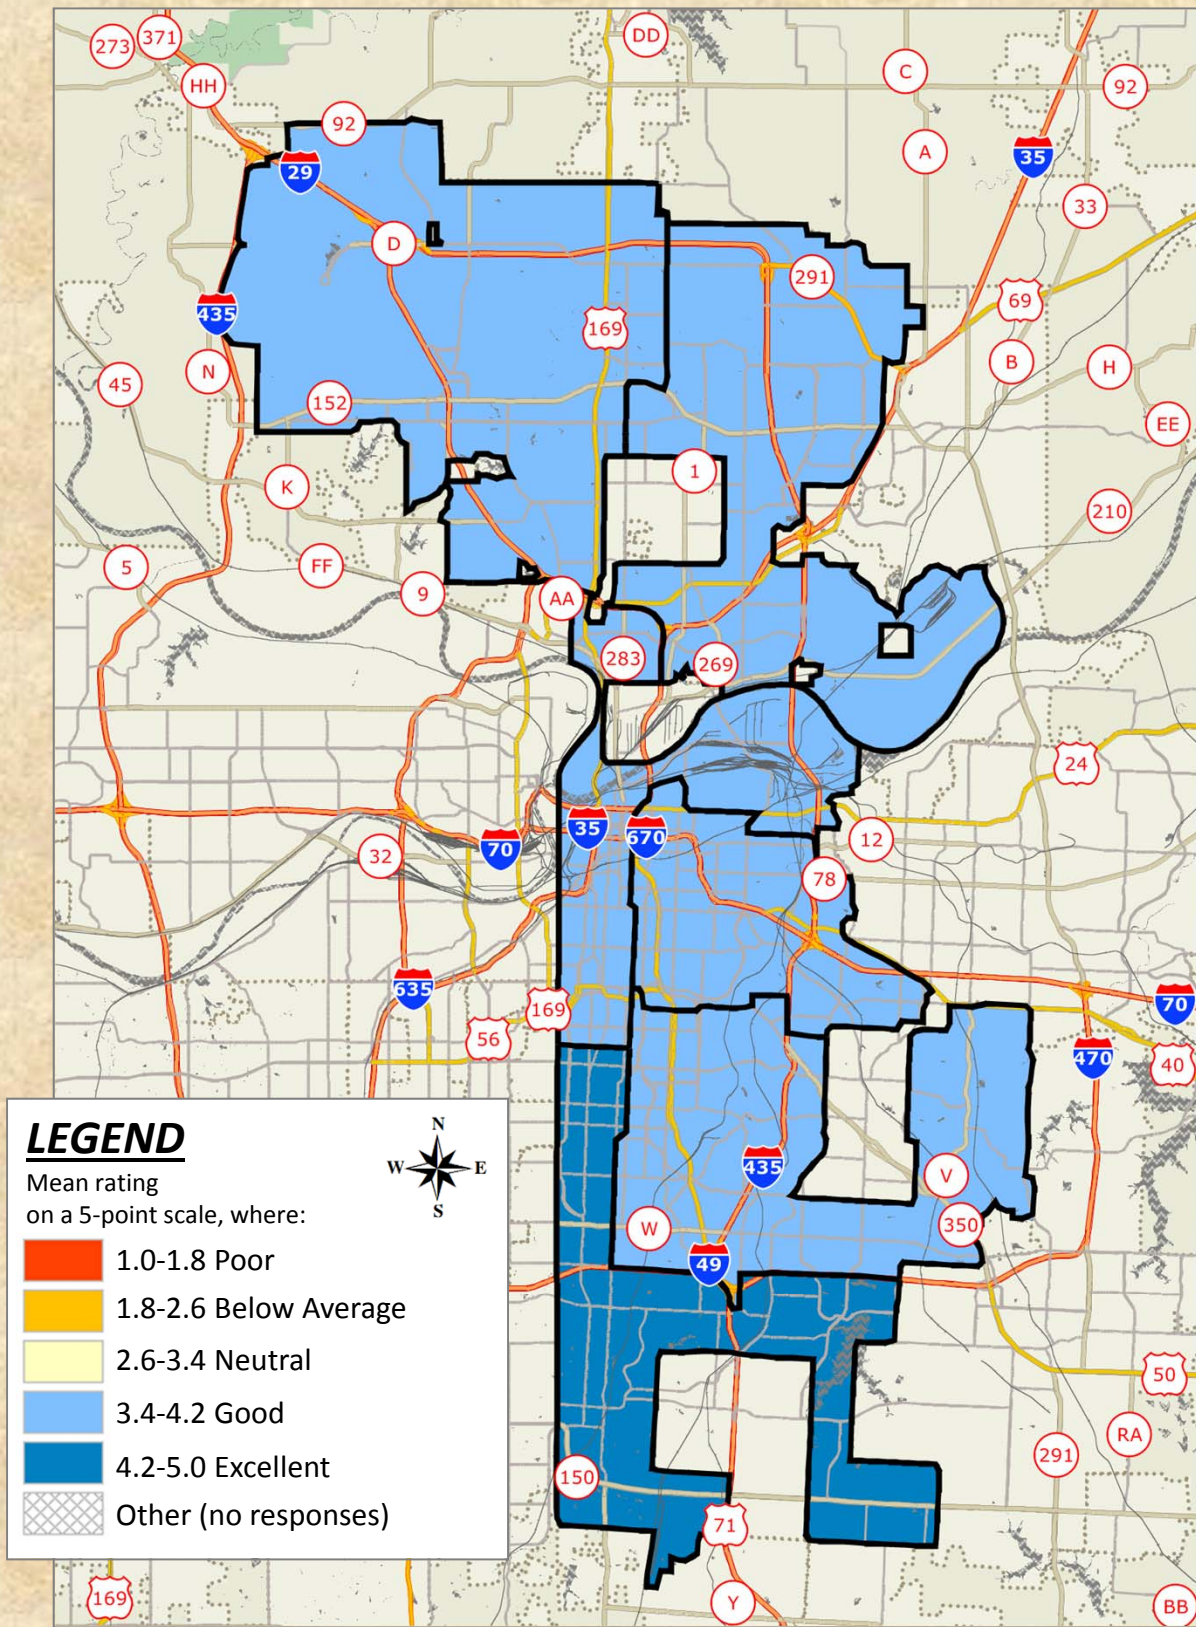 DD
273
371
C
HH
92
92
A
35
29
33
D
291
69
435
169
B
H
N
45
152
EE
1
K
210
5
FF
9
AA
283
269
24
35
670
12
70
32
78
635
169
70
56
470
40
LEGEND
N
Mean rating
W
E
on a 5-point scale, where:
S
435
V
W
350
49
1.0-1.8 Poor
1.8-2.6 Below Average
2.6-3.4 Neutral
50
3.4-4.2 Good
RA
291
4.2-5.0 Excellent
150
Other (no responses)
71
169
Y
BB